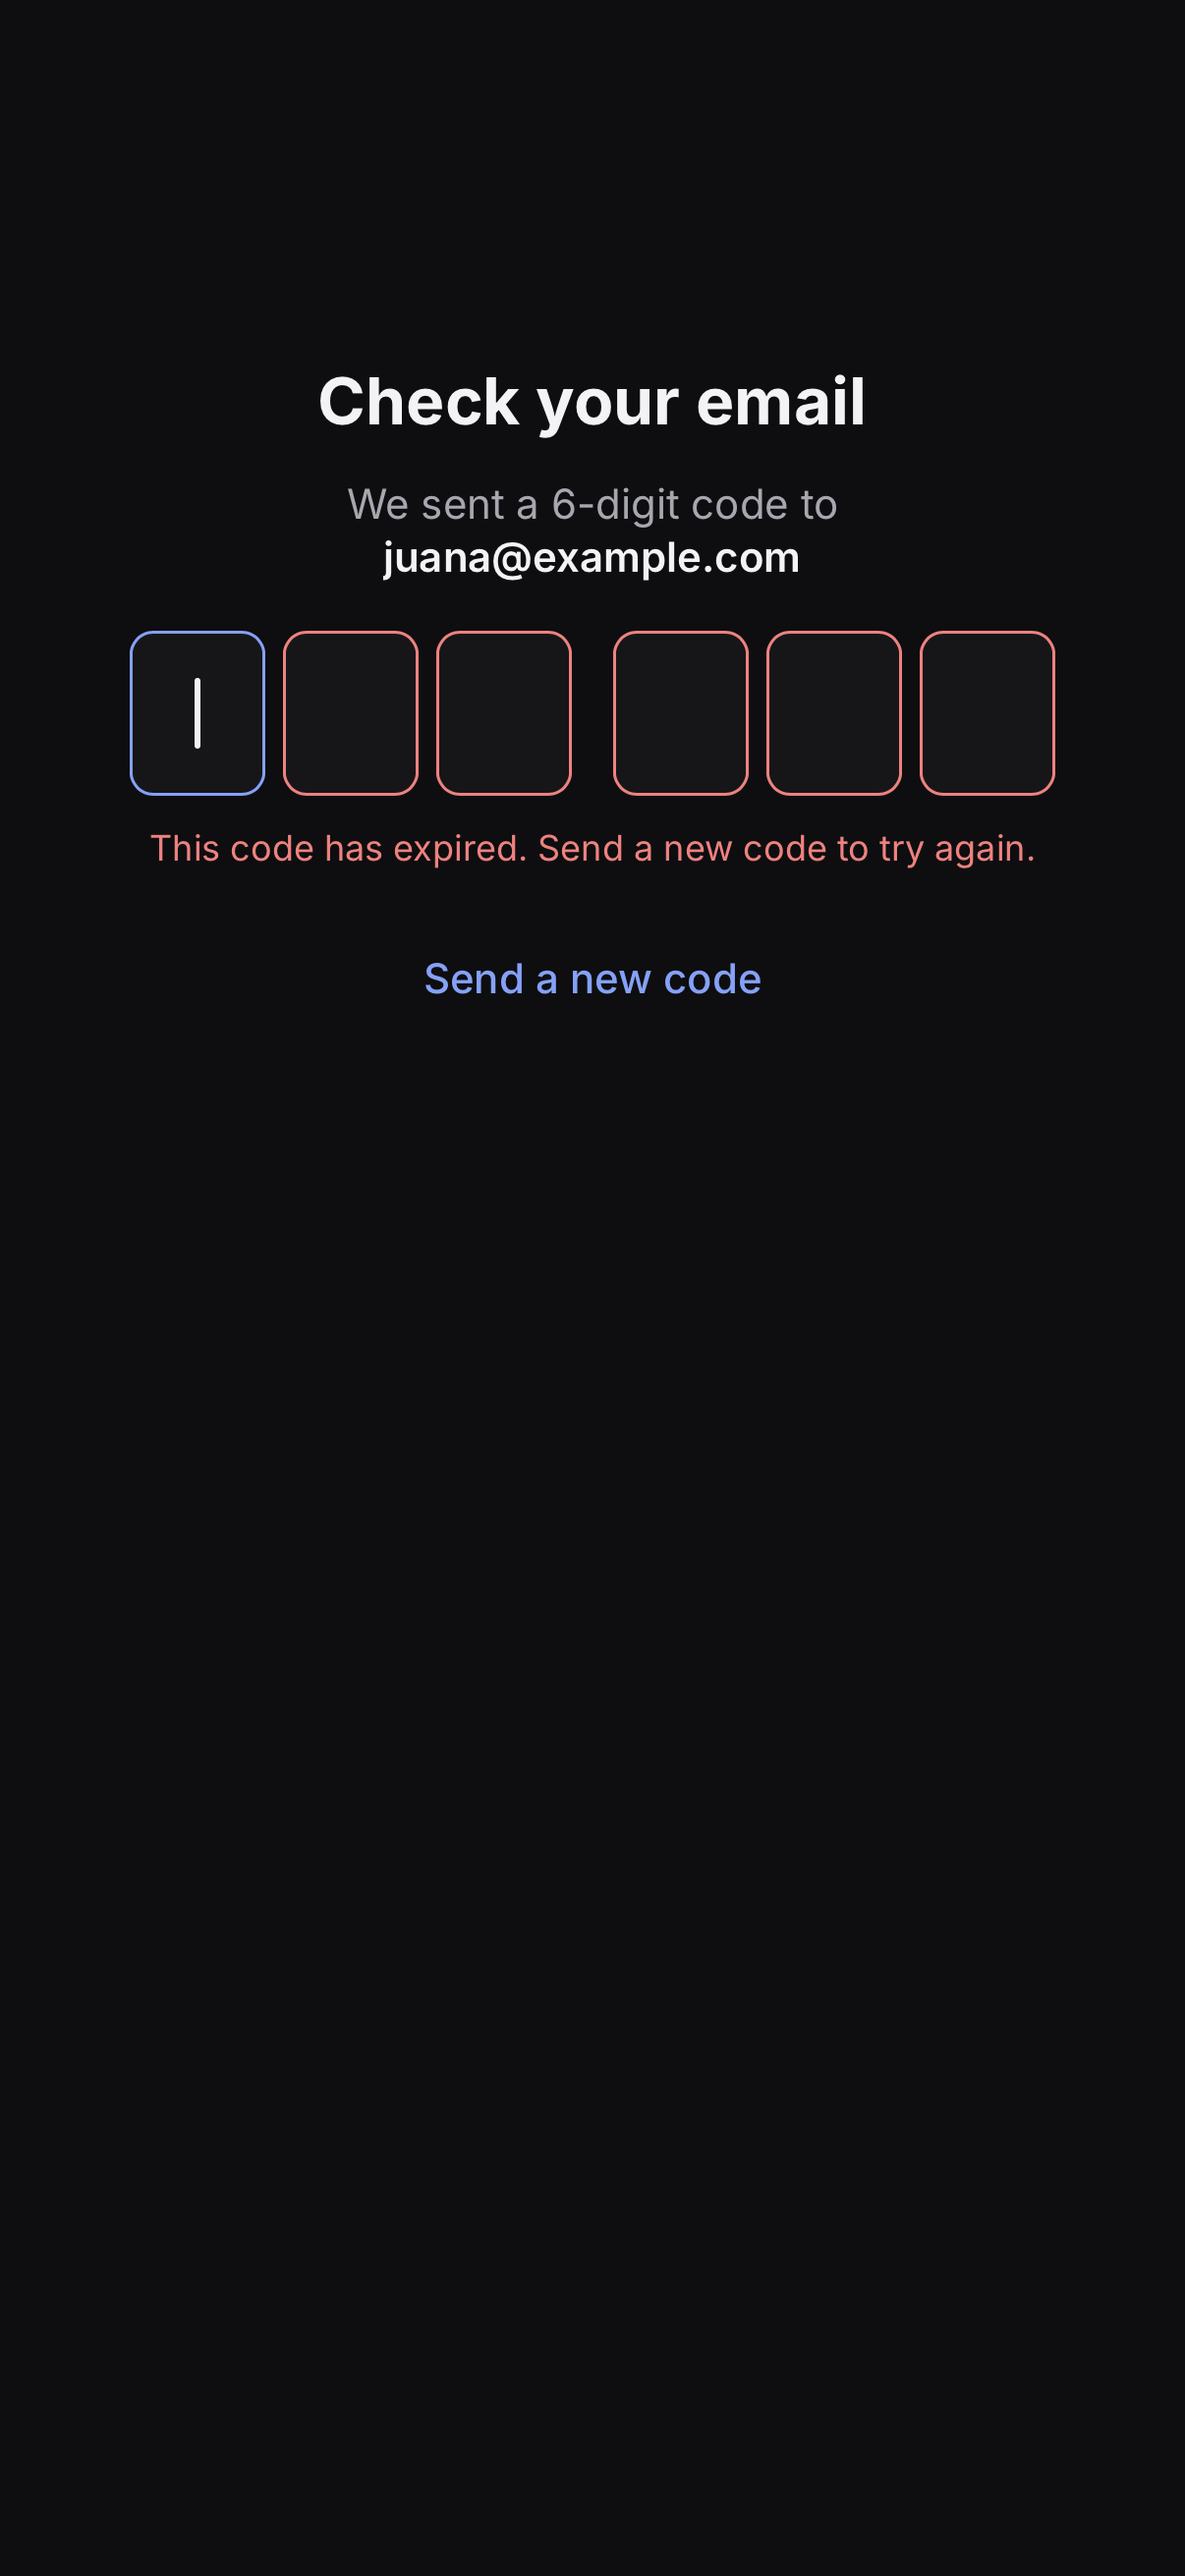 Check your email
We sent a 6-digit code to
juana@example.com
This code has expired. Send a new code to try again.
Send a new code